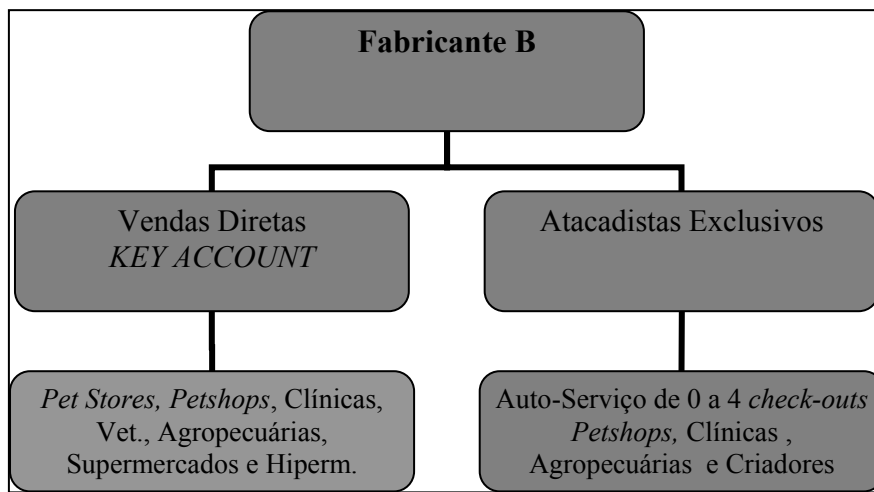 Fabricante B
Vendas Diretas
KEY ACCOUNT
Atacadistas Exclusivos
Pet Stores, Petshops, Clínicas,
Vet., Agropecuárias,
Supermercados e Hiperm.
Auto-Serviço de 0 a 4 check-outs
Petshops, Clínicas ,
Agropecuárias e Criadores